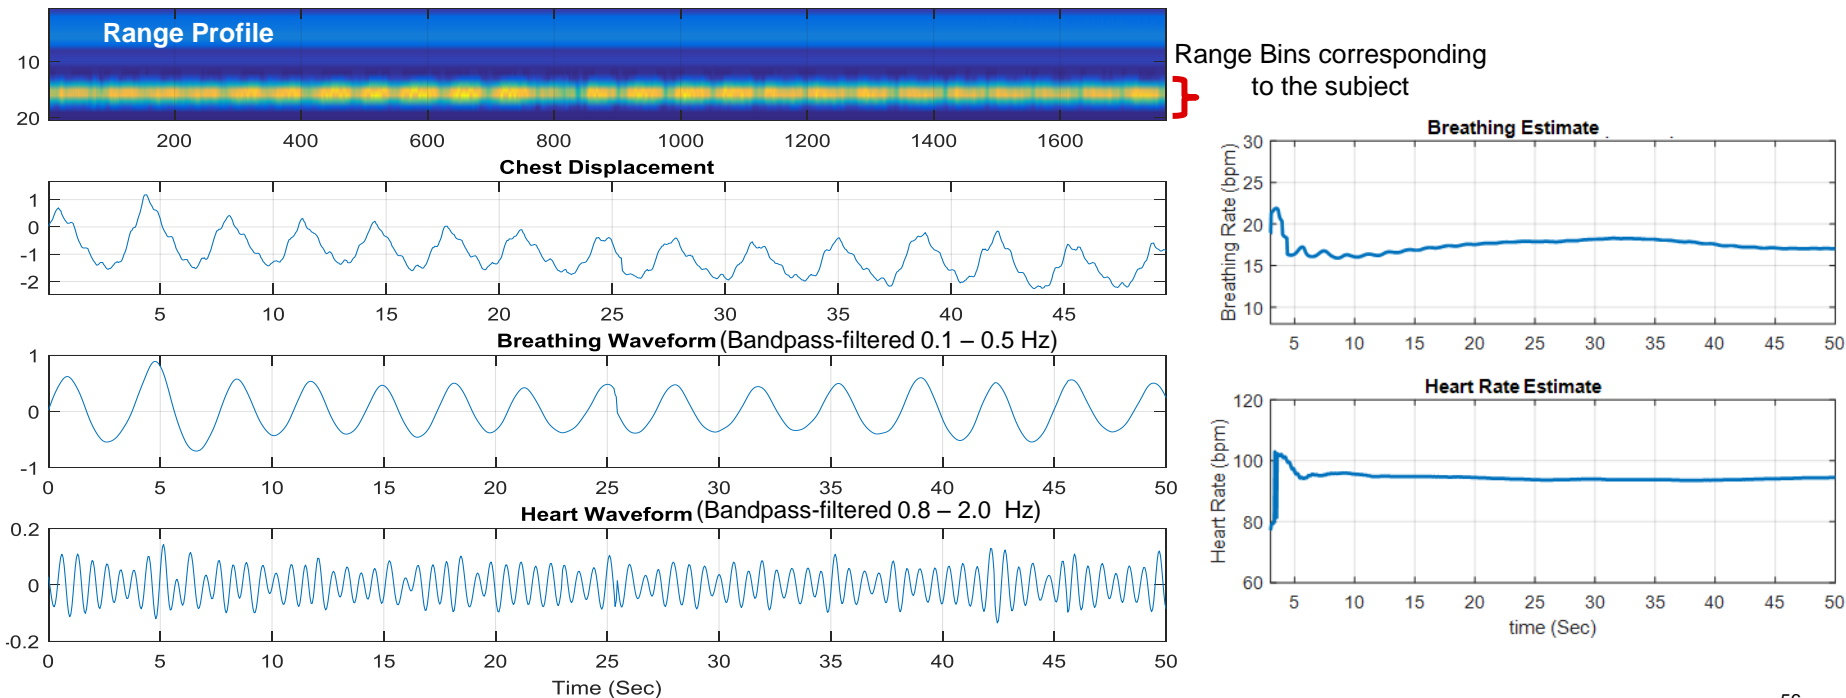 Range Profile
10
20
200 400 600 800 1000 1200 1400 1600
Range Bins corresponding
to the subject
Chest Displacement
1
0
-1
-2
5 10 15 20 25 30 35 40 45
Breathing Waveform (Bandpass-filtered 0.1 – 0.5 Hz)
1
0
-1
0 5 10 15 20 25 30 35 40 45 50
Heart Waveform (Bandpass-filtered 0.8 – 2.0 Hz)
0.2
0
-0.2
0 5 10 15 20 25 30 35 40 45 50
Time (Sec)
Breathing Estimate
Breathing Rate (bpm)
30
25
20
15
10
5 10 15 20 25 30 35 40 45 50
Heart Rate Estimate
Heart Rate (bpm)
120
100
80
60
5 10 15 20 25 30 35 40 45 50
time (Sec)